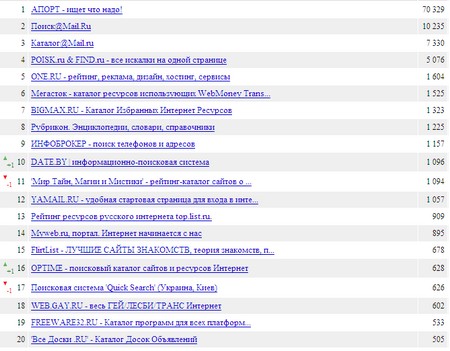 1 АПОРТ - ищет что надо! 70 329
2 Поиск@Mail.Ru 10 235
3 Каталог@Mail.ru 7 330
4 POISK.ru & FIND.ru - все искалки на одной странице 5 076
5 ONE.RU - рейтинг, реклама, дизайн, хостинг, сервисы 1 604
6 Мегасток - каталог ресурсов использующих WebMoney Trans... 1 525
7 BIGMAX.RU - Каталог Избранных Интернет Ресурсов 1 323
8 Рубрикон. Энциклопедии, словари, справочники 1 225
9 ИНФОБРОКЕР - поиск телефонов и адресов 1 157
+1 10 DATE.BY | информационно-поисковая система 1 096
-1 11 'Мир Тайн, Магии и Мистики' - рейтинг-каталог сайтов о ... 1 094
12 YAMAIL.RU - удобная стартовая страница для входа в инте... 1 057
13 Рейтинг ресурсов русского интернета top.list.ru. 909
14 Myweb.ru, портал. Интернет начинается с нас 895
15 FlirtList - ЛУЧШИЕ САЙТЫ ЗНАКОМСТВ, теория знакомств, п... 678
+1 16 OPTIME - поисковый каталог сайтов и ресурсов Интернет 628
-1 17 Поисковая система 'Quick Search' (Украина, Киев) 626
18 WEB.GAY.RU - весь ГЕЙ/ЛЕСБИ/ТРАНС Интернет 602
19 FREEWARE32.RU - Каталог программ для всех платформ... 533
20 'Все Доски .RU' - Каталог Досок Объявлений 505